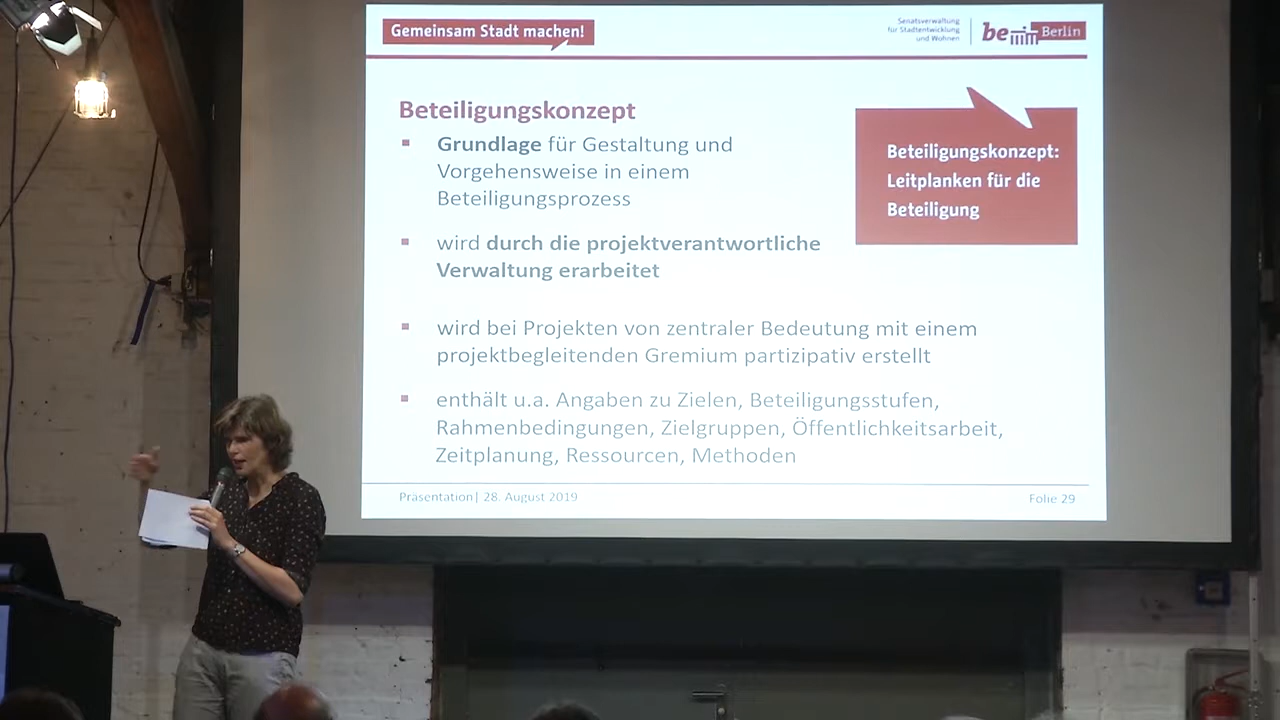 Gemeinsam Stadt machen!
Senatsverwaltung
für Stadtentwicklung
und Wohnen
be Berlin
Beteiligungskonzept
▪ Grundlage für Gestaltung und
Vorgehensweise in einem
Beteiligungsprozess
Beteiligungskonzept:
Leitplanken für die
Beteiligung
▪ wird durch die projektverantwortliche
Verwaltung erarbeitet
▪ wird bei Projekten von zentraler Bedeutung mit einem
projektbegleitenden Gremium partizipativ erstellt
▪ enthält u.a. Angaben zu Zielen, Beteiligungsstufen,
Rahmenbedingungen, Zielgruppen, Öffentlichkeitsarbeit,
Zeitplanung, Ressourcen, Methoden
Präsentation| 28. August 2019
Folie 29